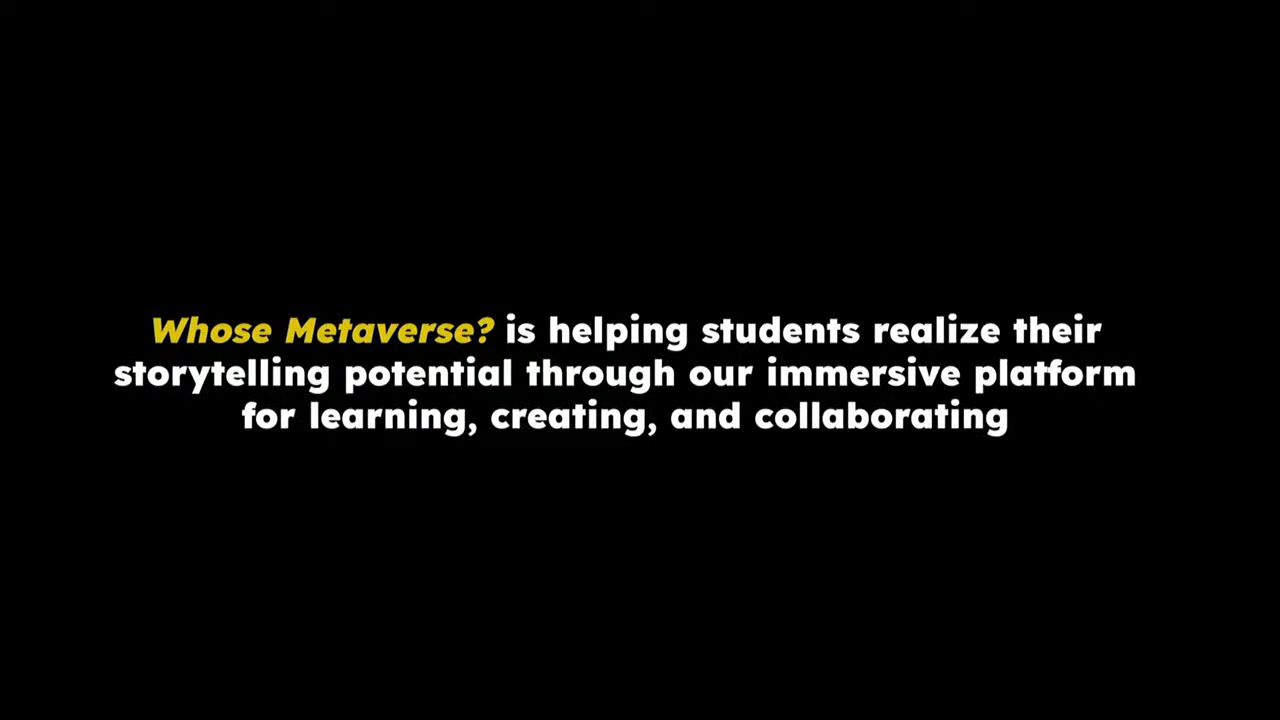 Whose Metaverse? is helping students realize their
storytelling potential through our immersive platform
for learning, creating, and collaborating